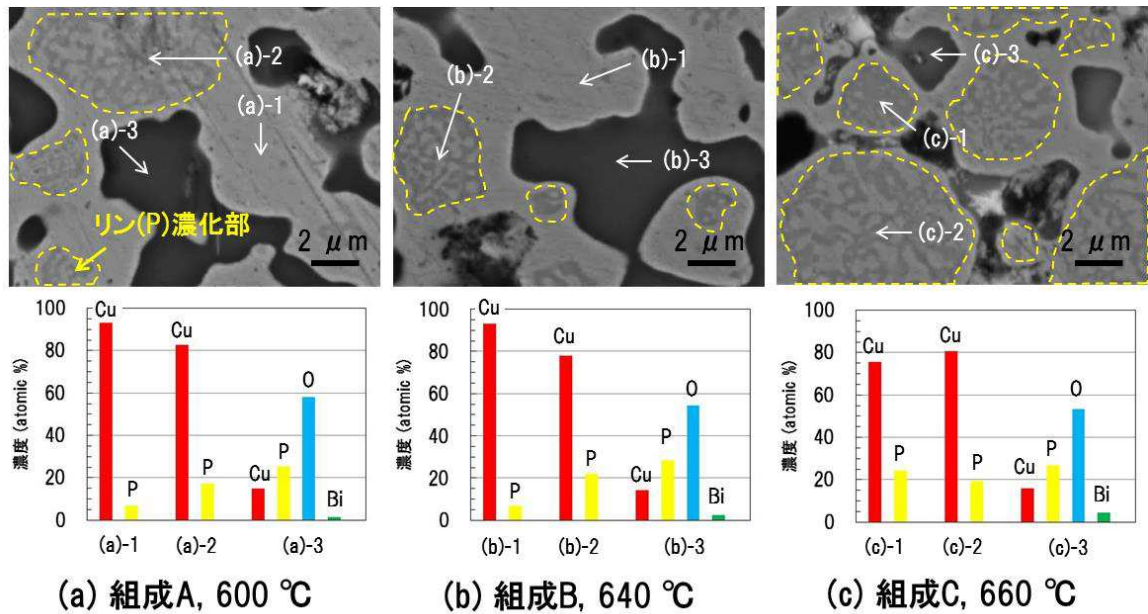 (a)-2
(a)-1
(a)-3
リン(P)濃化部
2 μm
(b)-1
(b)-2
(b)-3
2 μm
(c)-3
(c)-1
(c)-2
2 μm
濃度 (atomic %)
100
80
60
40
20
0
Cu
P
Cu
P
Cu
P
O
Bi
(a)-1
(a)-2
(a)-3
濃度 (atomic %)
100
80
60
40
20
0
Cu
P
Cu
P
Cu
P
O
Bi
(b)-1
(b)-2
(b)-3
濃度 (atomic %)
100
80
60
40
20
0
Cu
P
Cu
P
Cu
P
O
Bi
(c)-1
(c)-2
(c)-3
(a) 組成A, 600 ℃
(b) 組成B, 640 ℃
(c) 組成C, 660 ℃